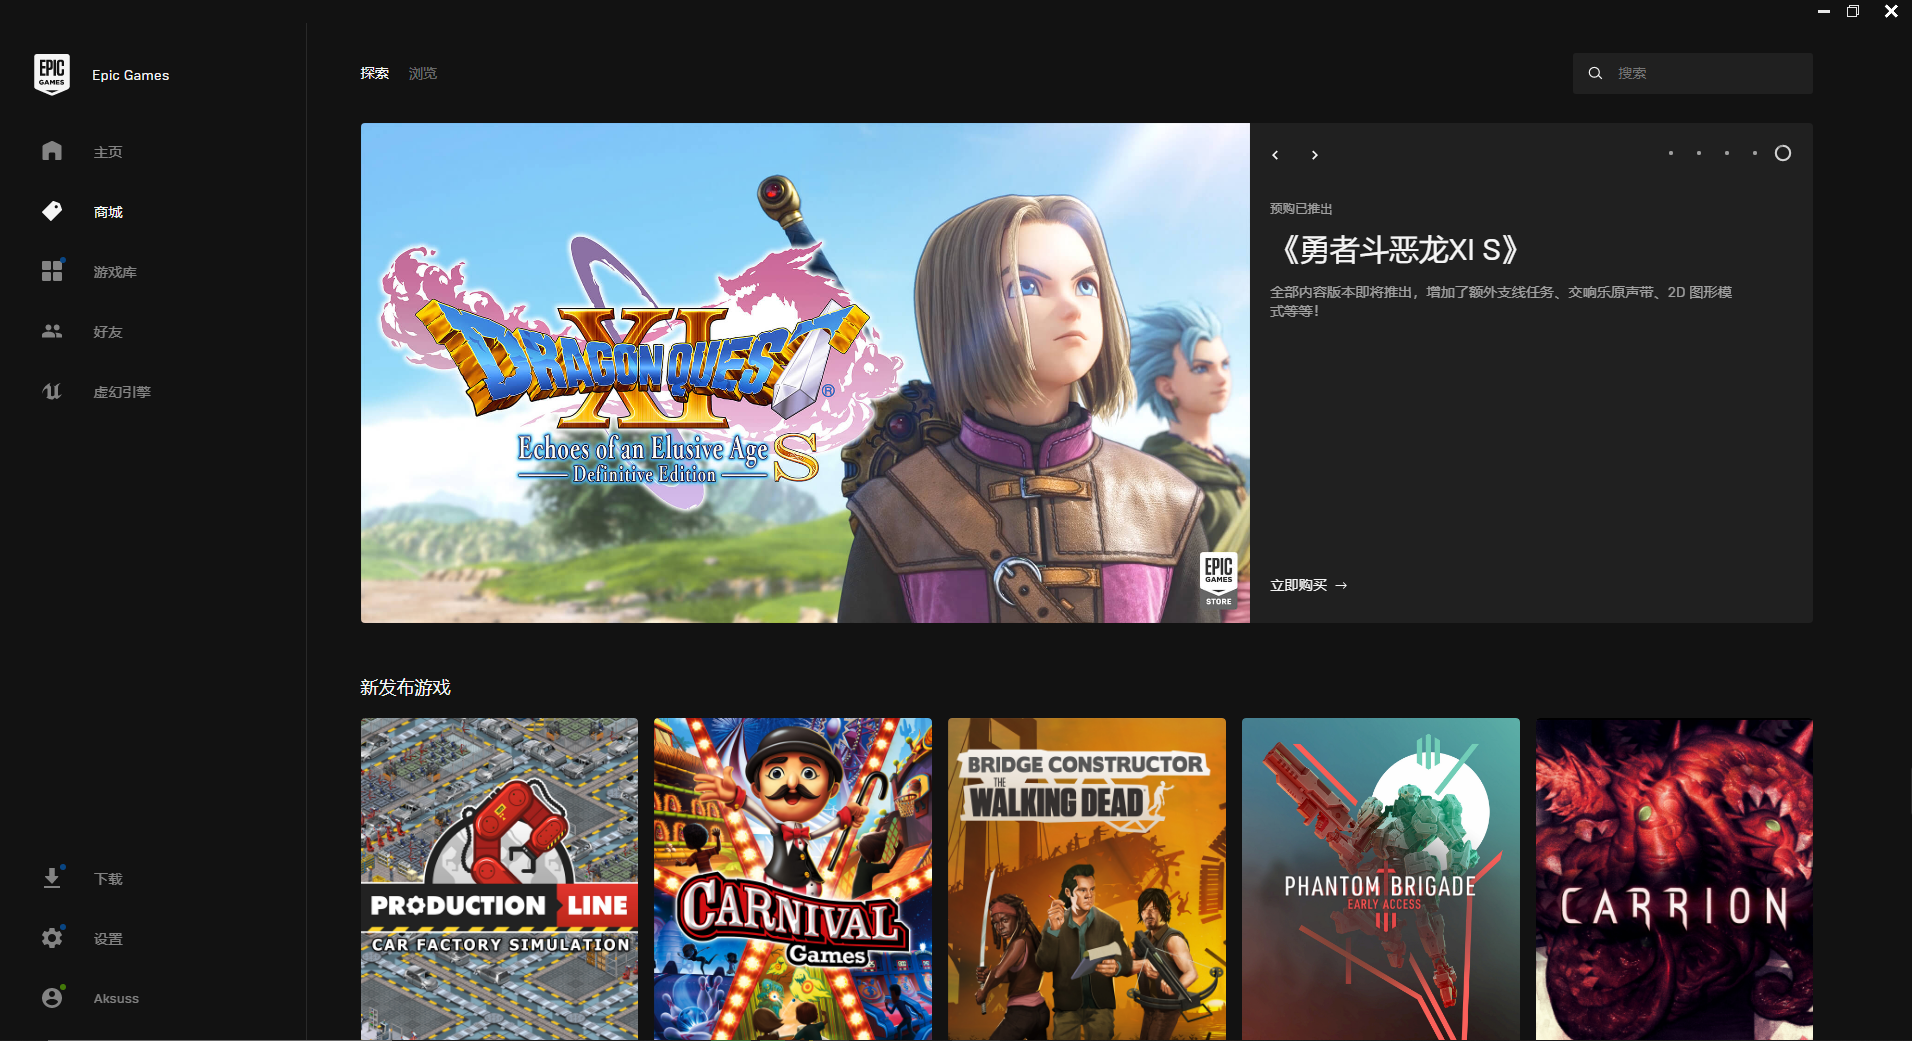 EPIC
GAMES
Epic Games
主页
商城
游戏库
好友
虚幻引擎
下载
设置
Aksuss
探索
浏览
搜索
DRAGON QUEST
XI
®
Echoes of an Elusive Age S
Definitive Edition
EPIC
GAMES
STORE
预购已推出
《勇者斗恶龙XI S》
全部内容版本即将推出，增加了额外支线任务、交响乐原声带、2D 图形模
式等等！
立即购买 →
新发布游戏
PRODUCTION LINE
CAR FACTORY SIMULATION
CARNIVAL
Games
BRIDGE CONSTRUCTOR
THE
WALKING DEAD
PHANTOM BRIGADE
EARLY ACCESS
CARRION